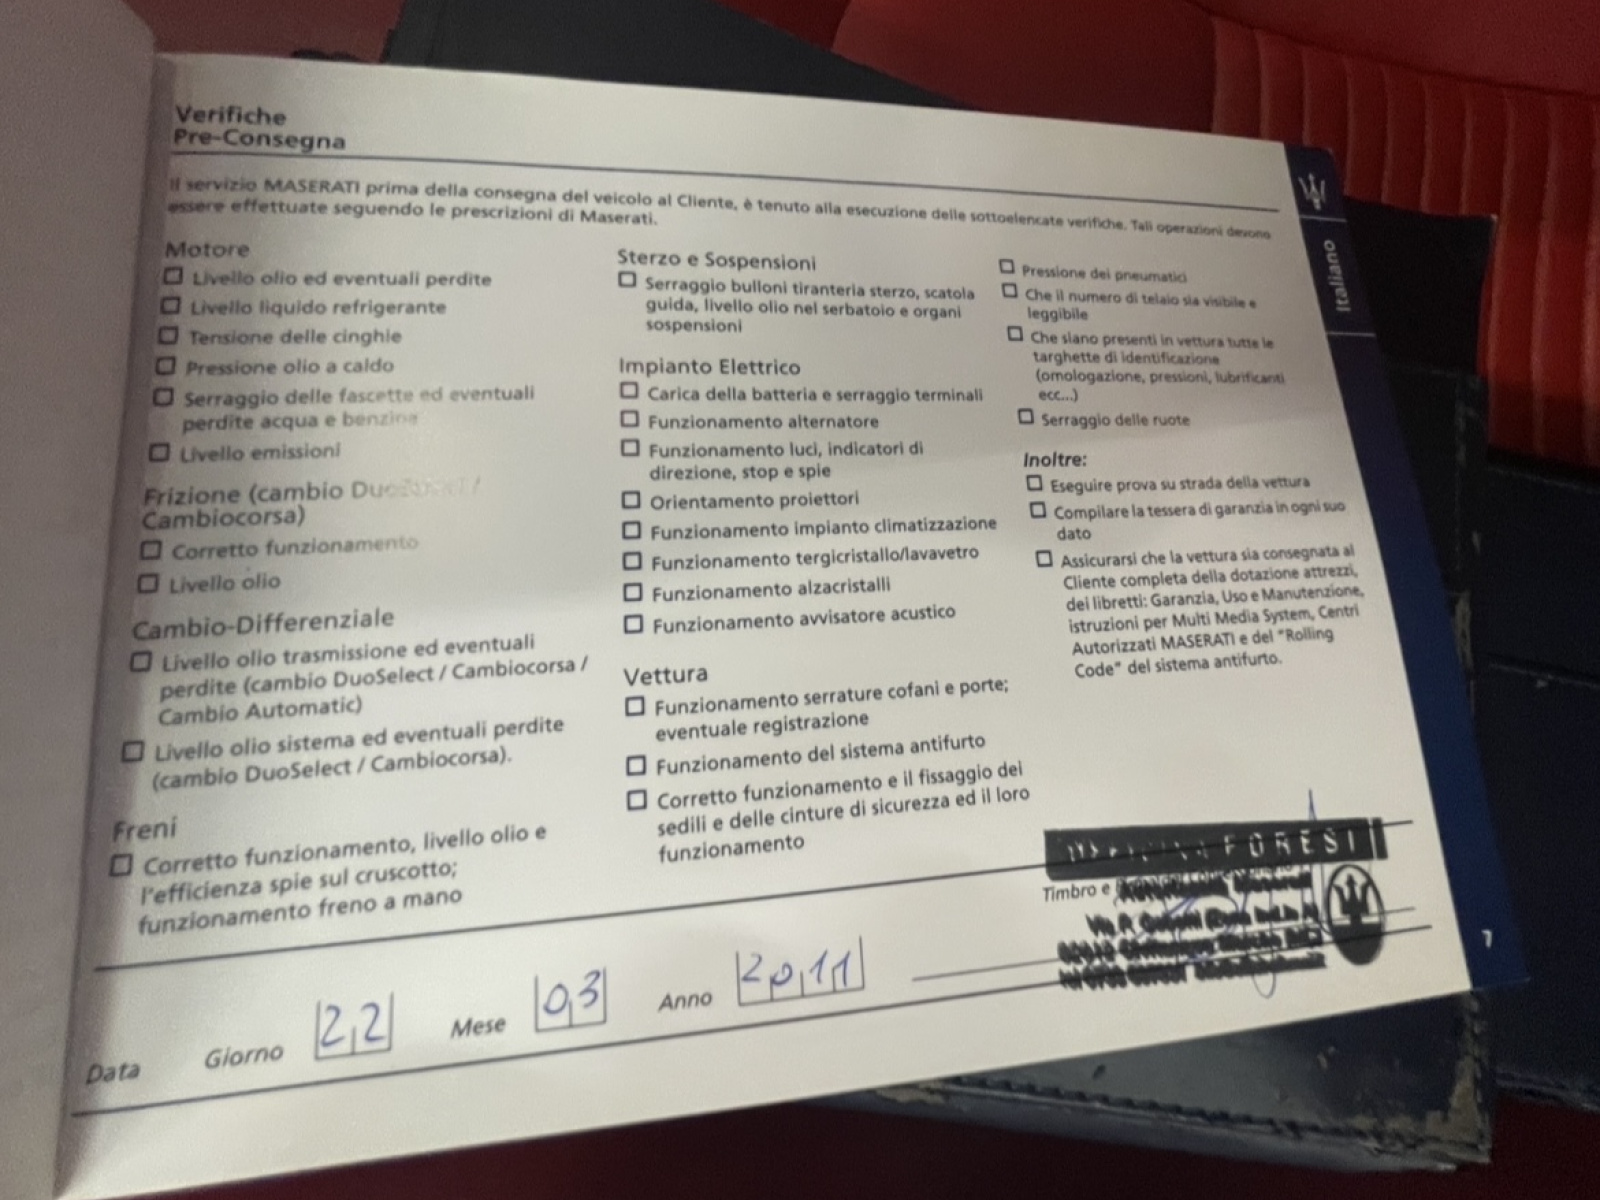 Verifiche
Pre-Consegna
Il servizio MASERATI prima della consegna del veicolo al Cliente, è tenuto alla esecuzione delle sottoelencate verifiche. Tali operazioni devono
essere effettuate seguendo le prescrizioni di Maserati.
Motore
Livello olio ed eventuali perdite
Livello liquido refrigerante
Tensione delle cinghie
Pressione olio a caldo
Serraggio delle fascette ed eventuali
perdite acqua e benzina
Livello emissioni
Frizione (cambio DuoSelect /
Cambiocorsa)
Corretto funzionamento
Livello olio
Cambio-Differenziale
Livello olio trasmissione ed eventuali
perdite (cambio DuoSelect / Cambiocorsa /
Cambio Automatic)
Livello olio sistema ed eventuali perdite
(cambio DuoSelect / Cambiocorsa).
Freni
Corretto funzionamento, livello olio e
l'efficienza spie sul cruscotto;
funzionamento freno a mano
Sterzo e Sospensioni
Serraggio bulloni tiranteria sterzo, scatola
guida, livello olio nel serbatoio e organi
sospensioni
Impianto Elettrico
Carica della batteria e serraggio terminali
Funzionamento alternatore
Funzionamento luci, indicatori di
direzione, stop e spie
Orientamento proiettori
Funzionamento impianto climatizzazione
Funzionamento tergicristallo/lavavetro
Funzionamento alzacristalli
Funzionamento avvisatore acustico
Vettura
Funzionamento serrature cofani e porte;
eventuale registrazione
Funzionamento del sistema antifurto
Corretto funzionamento e il fissaggio dei
sedili e delle cinture di sicurezza ed il loro
funzionamento
Pressione dei pneumatici
Che il numero di telaio sia visibile e
leggibile
Che siano presenti in vettura tutte le
targhette di identificazione
(omologazione, pressioni, lubrificanti
ecc...)
Serraggio delle ruote
Inoltre:
Eseguire prova su strada della vettura
Compilare la tessera di garanzia in ogni suo
dato
Assicurarsi che la vettura sia consegnata al
Cliente completa della dotazione attrezzi,
dei libretti: Garanzia, Uso e Manutenzione,
istruzioni per Multi Media System, Centri
Autorizzati MASERATI e del "Rolling
Code" del sistema antifurto.
Italiano
FORESTI
Timbro e
Data Giorno 22 Mese 03 Anno 2011
7